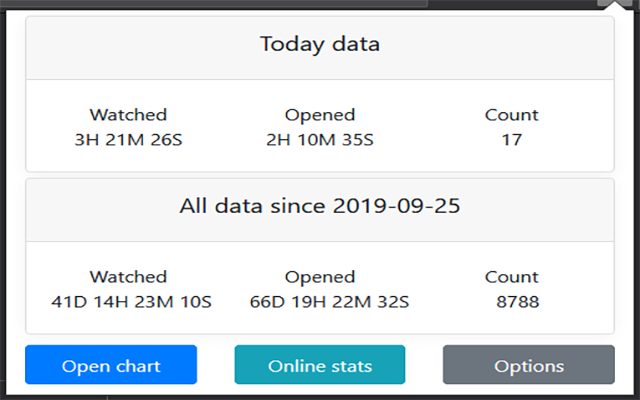 Today data
Watched Opened Count
3H 21M 26S 2H 10M 35S 17
All data since 2019-09-25
Watched Opened Count
41D 14H 23M 10S 66D 19H 22M 32S 8788
Open chart Online stats Options